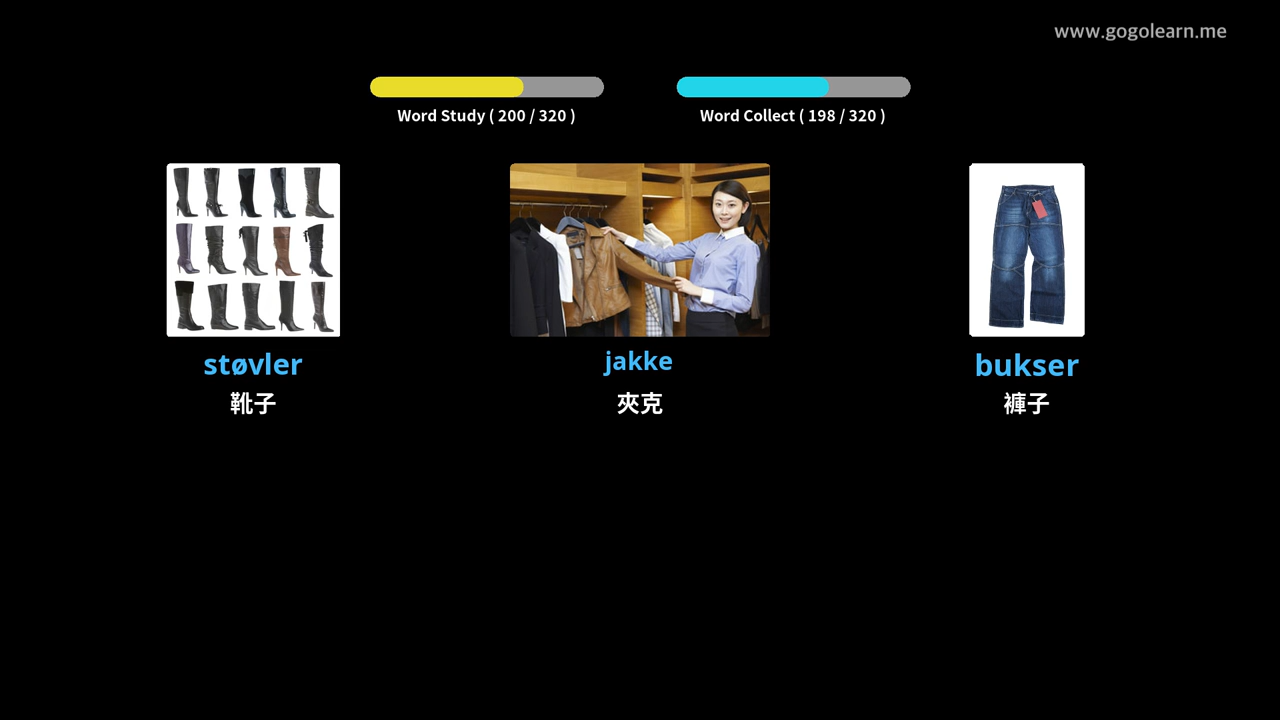 www.gogolearn.me
Word Study ( 200 / 320 )
Word Collect ( 198 / 320 )
støvler
jakke
bukser
靴子
夾克
褲子